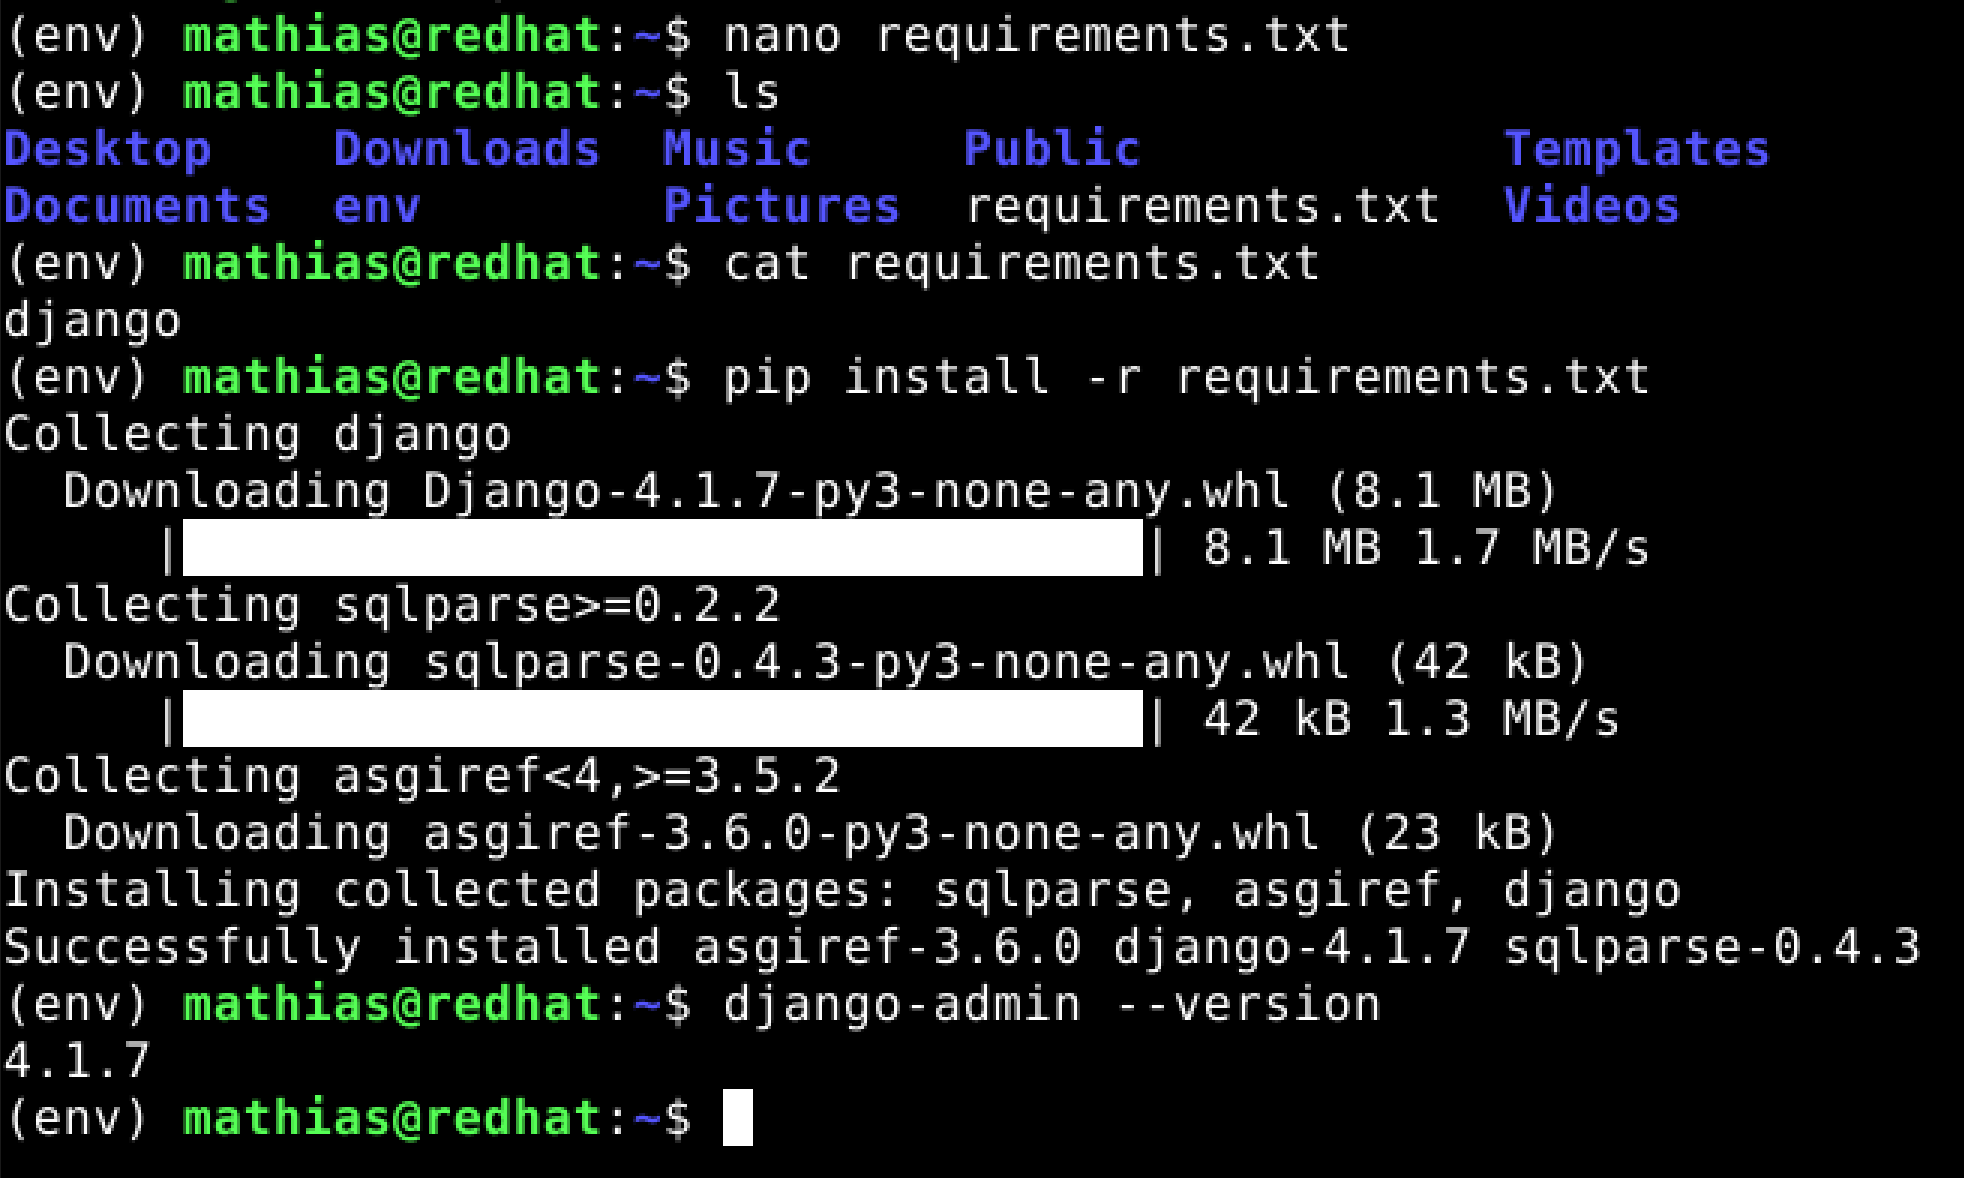 (env) mathias@redhat:~$ nano requirements.txt
(env) mathias@redhat:~$ ls
Desktop    Downloads  Music     Public            Templates
Documents  env        Pictures  requirements.txt  Videos
(env) mathias@redhat:~$ cat requirements.txt
django
(env) mathias@redhat:~$ pip install -r requirements.txt
Collecting django
  Downloading Django-4.1.7-py3-none-any.whl (8.1 MB)
     |████████████████████████████████| 8.1 MB 1.7 MB/s
Collecting sqlparse>=0.2.2
  Downloading sqlparse-0.4.3-py3-none-any.whl (42 kB)
     |████████████████████████████████| 42 kB 1.3 MB/s
Collecting asgiref<4,>=3.5.2
  Downloading asgiref-3.6.0-py3-none-any.whl (23 kB)
Installing collected packages: sqlparse, asgiref, django
Successfully installed asgiref-3.6.0 django-4.1.7 sqlparse-0.4.3
(env) mathias@redhat:~$ django-admin --version
4.1.7
(env) mathias@redhat:~$